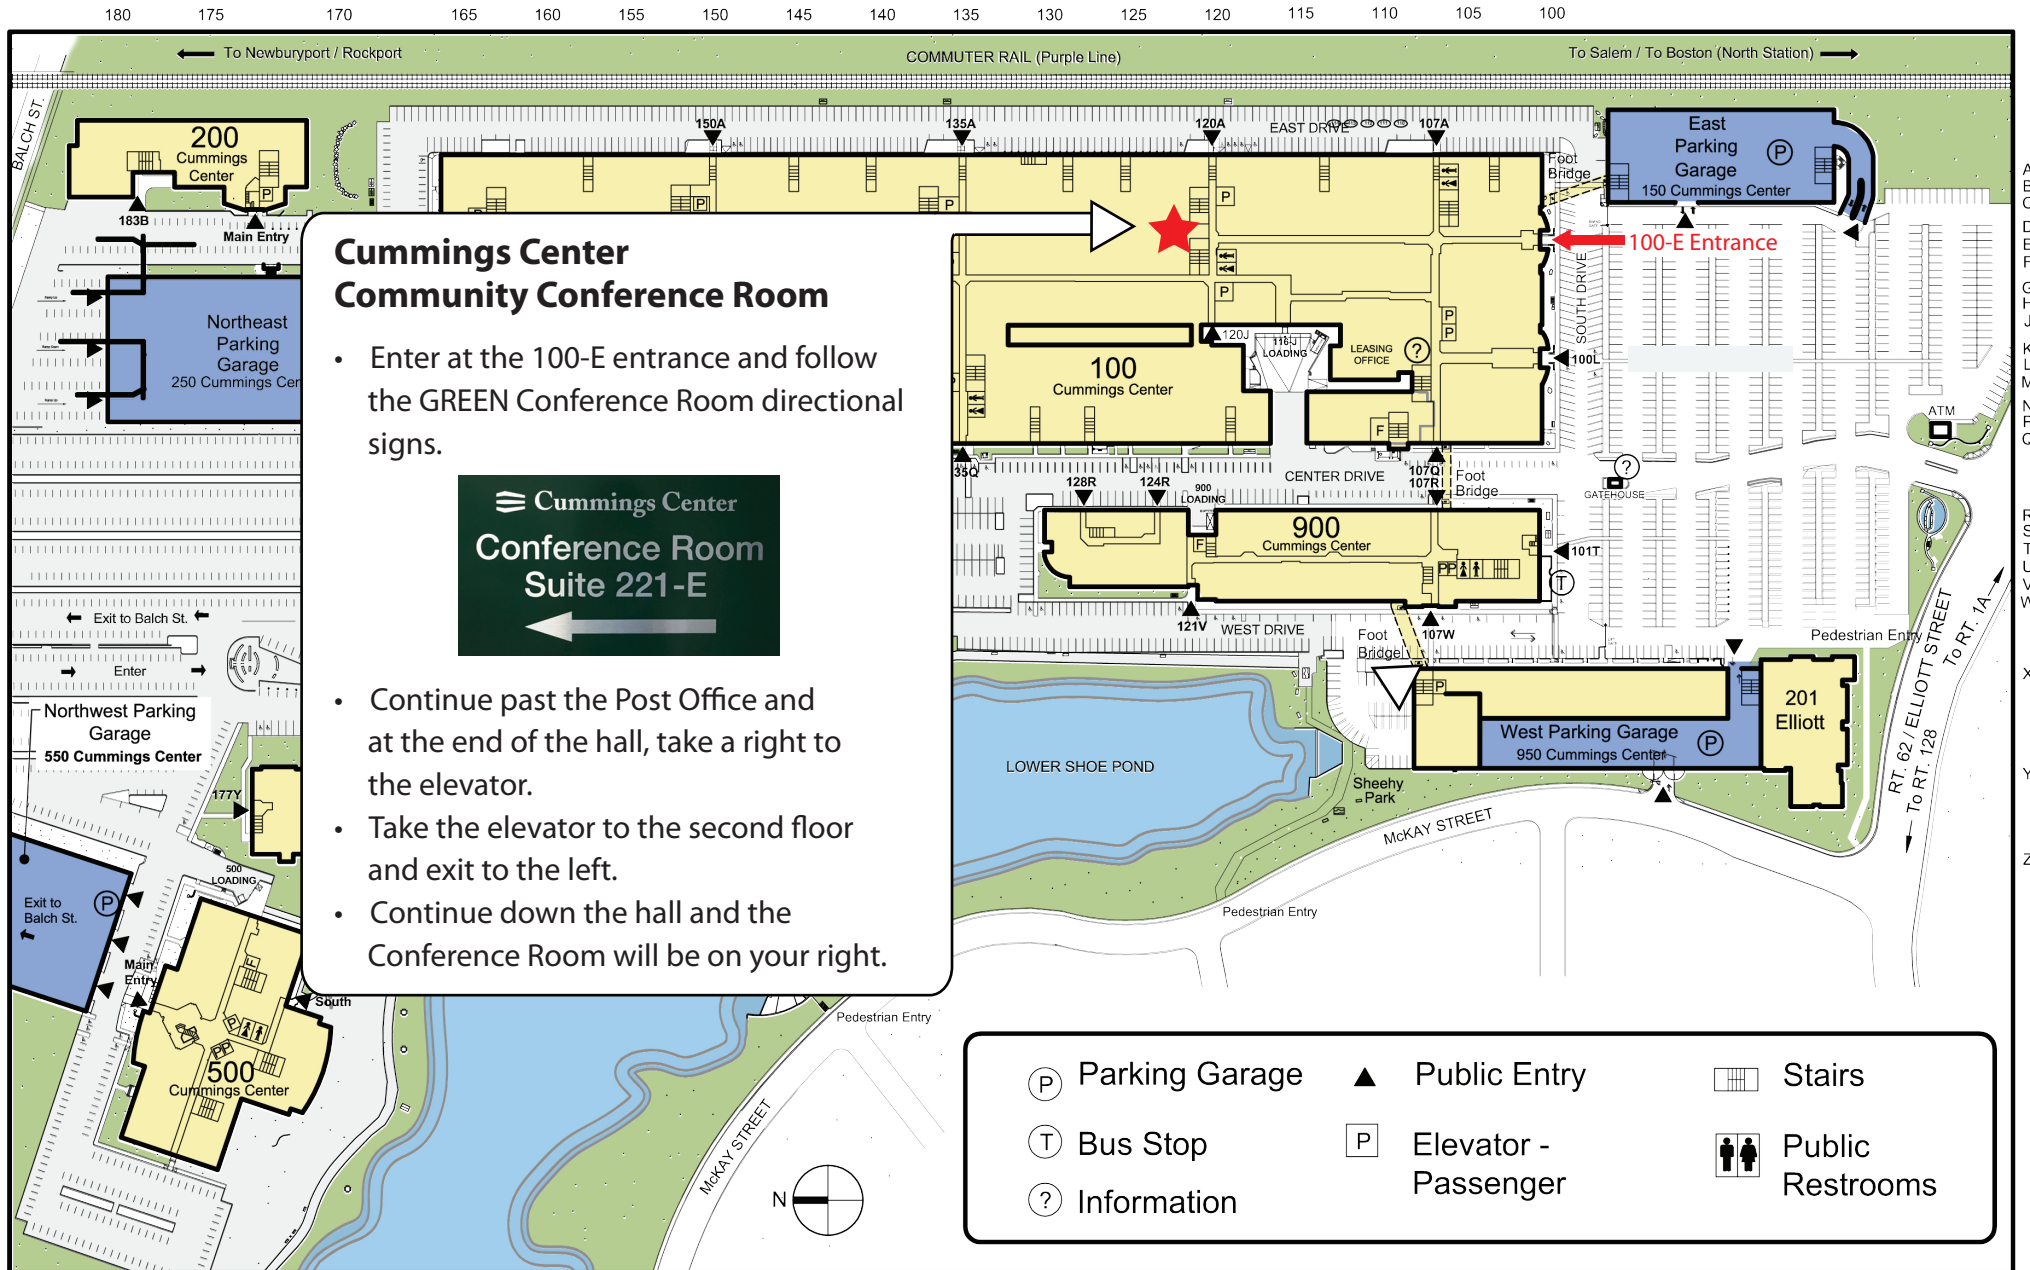 180 175 170 165 160 155 150 145 140 135 130 125 120 115 110 105 100
To Newburyport / Rockport
COMMUTER RAIL (Purple Line)
To Salem / To Boston (North Station)
BALCH ST.
200
Cummings
Center
183B
Main Entry
150A
135A
120A
EAST DRIVE
107A
Foot
Bridge
East
Parking
Garage
150 Cummings Center
P
100-E Entrance
SOUTH DRIVE
Northeast
Parking
Garage
250 Cummings Cen
Cummings Center
Community Conference Room
• Enter at the 100-E entrance and follow
the GREEN Conference Room directional
signs.
Cummings Center
Conference Room
Suite 221-E
• Continue past the Post Office and
at the end of the hall, take a right to
the elevator.
• Take the elevator to the second floor
and exit to the left.
• Continue down the hall and the
Conference Room will be on your right.
P
P
P
P
P
P
120J
116-J
LOADING
LEASING
OFFICE
?
100
Cummings Center
100L
F
35Q
CENTER DRIVE
107Q
107R
Foot
Bridge
128R
124R
900
LOADING
900
Cummings Center
F
PP
101T
T
121V
WEST DRIVE
107W
Foot
Bridge
ATM
?
GATEHOUSE
Pedestrian Entry
RT. 62 / ELLIOTT STREET
To RT. 1A
To RT. 128
P
201
Elliott
West Parking Garage
950 Cummings Center
P
LOWER SHOE POND
Sheehy
Park
McKAY STREET
Pedestrian Entry
Exit to Balch St.
Enter
Northwest Parking
Garage
550 Cummings Center
177Y
500
LOADING
Exit to
Balch St.
P
Main
Entry
South
F
P
PP
500
Cummings Center
Pedestrian Entry
McKAY STREET
N
P Parking Garage
Public Entry
Stairs
T Bus Stop
P Elevator -
Passenger
Public
Restrooms
? Information